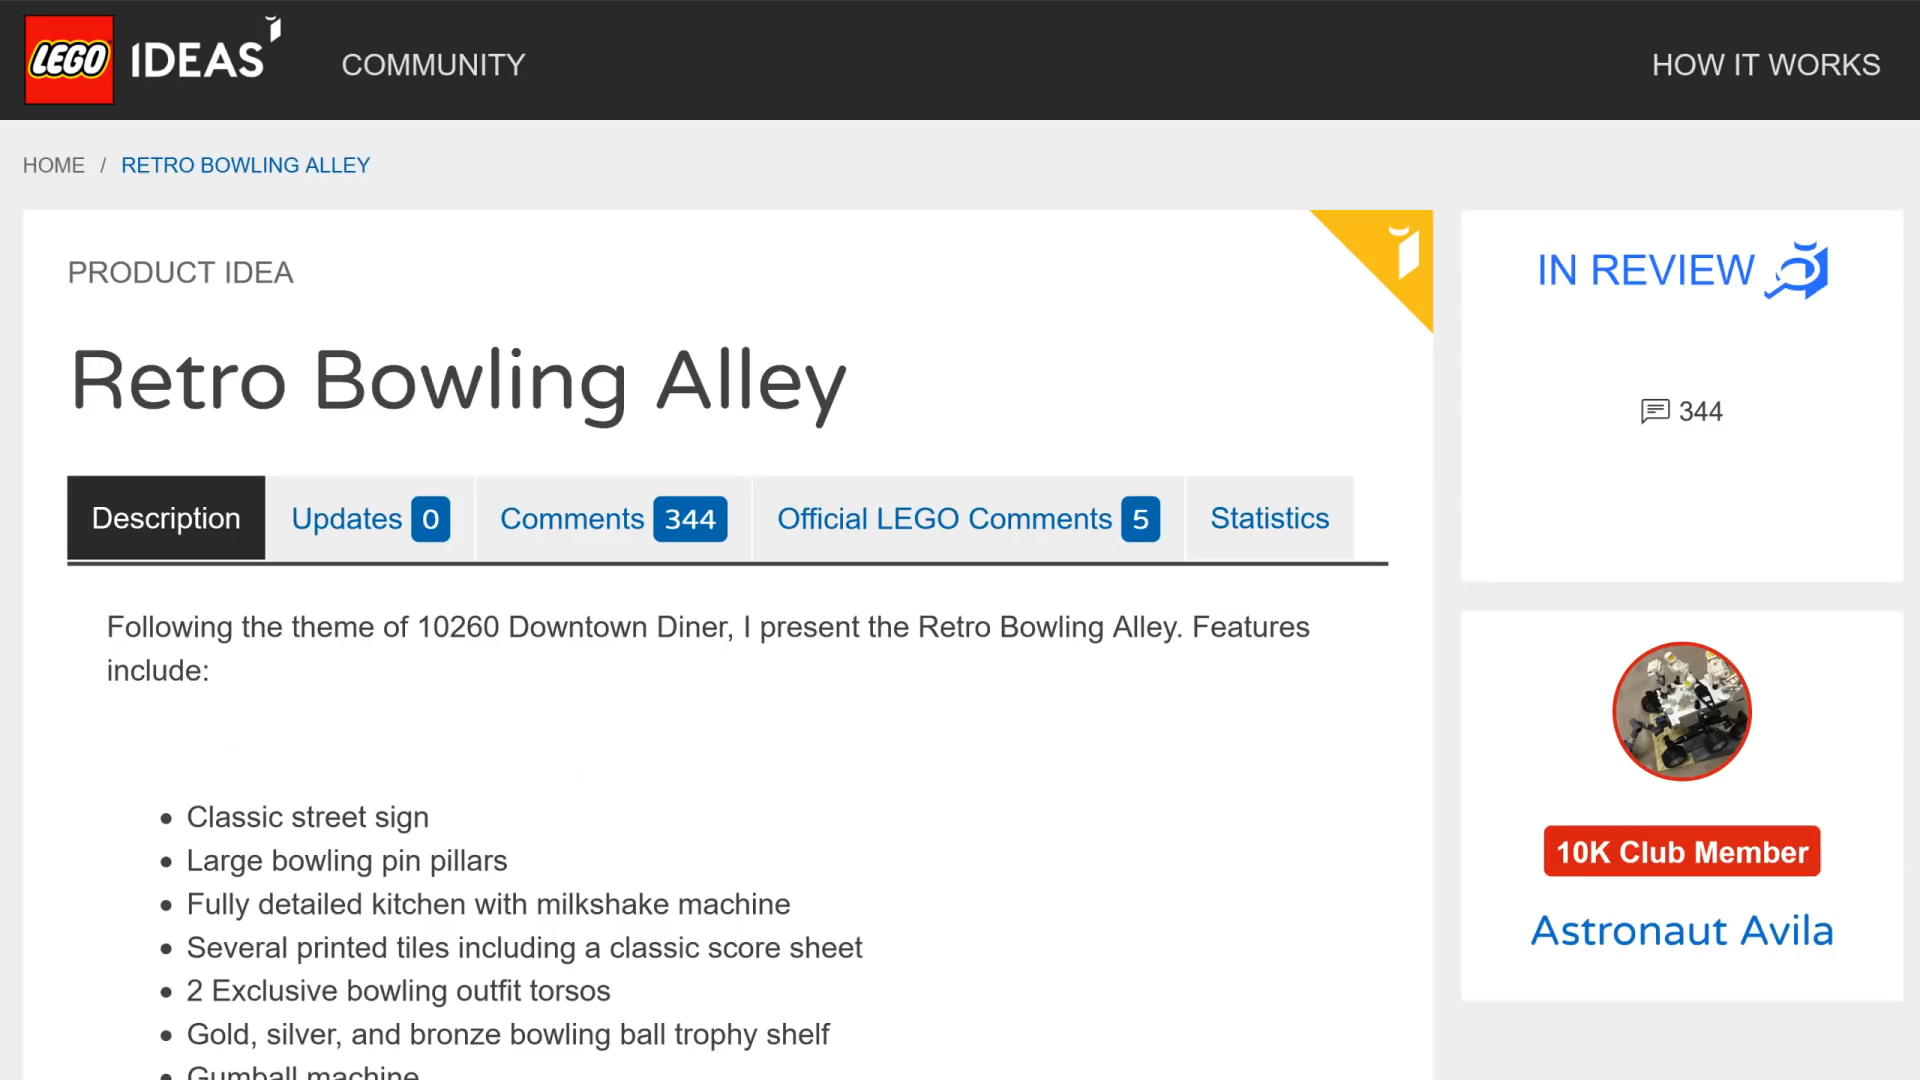 LEGO IDEAS COMMUNITY HOW IT WORKS
HOME / RETRO BOWLING ALLEY
PRODUCT IDEA
IN REVIEW
Retro Bowling Alley
344
Description Updates 0 Comments 344 Official LEGO Comments 5 Statistics
Following the theme of 10260 Downtown Diner, I present the Retro Bowling Alley. Features
include:
• Classic street sign
• Large bowling pin pillars
• Fully detailed kitchen with milkshake machine
• Several printed tiles including a classic score sheet
• 2 Exclusive bowling outfit torsos
• Gold, silver, and bronze bowling ball trophy shelf
• Gumball machine
10K Club Member
Astronaut Avila